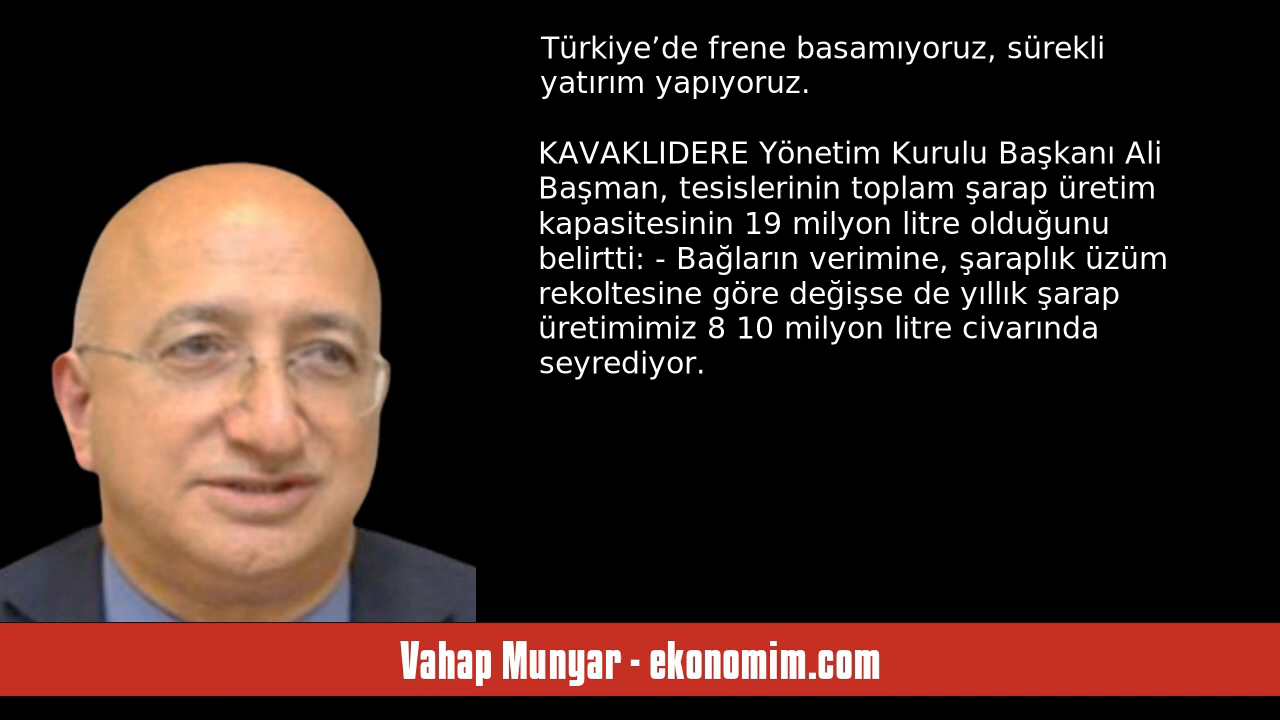 Türkiye’de frene basamıyoruz, sürekli
yatırım yapıyoruz.
KAVAKLIDERE Yönetim Kurulu Başkanı Ali
Başman, tesislerinin toplam şarap üretim
kapasitesinin 19 milyon litre olduğunu
belirtti: - Bağların verimine, şaraplık üzüm
rekoltesine göre değişse de yıllık şarap
üretimimiz 8 10 milyon litre civarında
seyrediyor.
Vahap Munyar - ekonomim.com